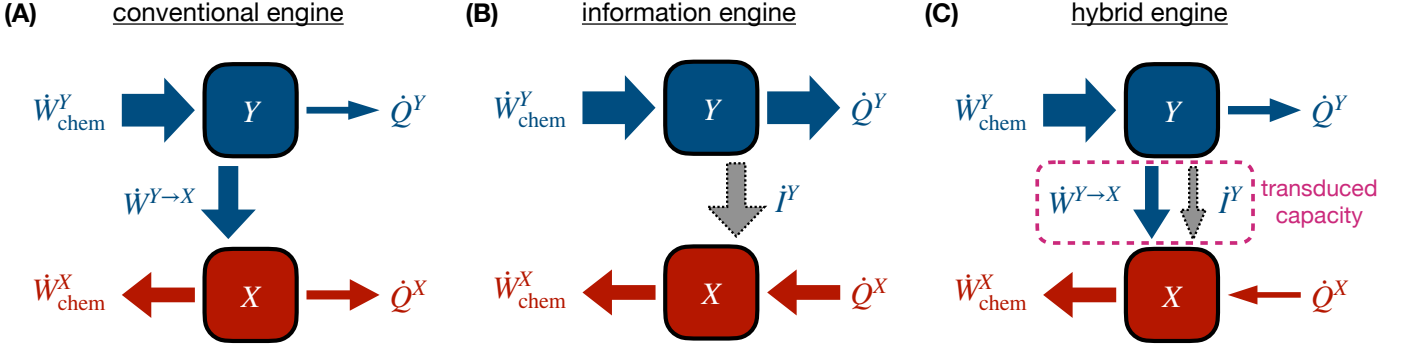 (A) conventional engine
Ẇ^Y_chem Y Q̇^Y
Ẇ^{Y→X}
Ẇ^X_chem X Q̇^X
(B) information engine
Ẇ^Y_chem Y Q̇^Y
İ^Y
Ẇ^X_chem X Q̇^X
(C) hybrid engine
Ẇ^Y_chem Y Q̇^Y
Ẇ^{Y→X} İ^Y transduced
capacity
Ẇ^X_chem X Q̇^X